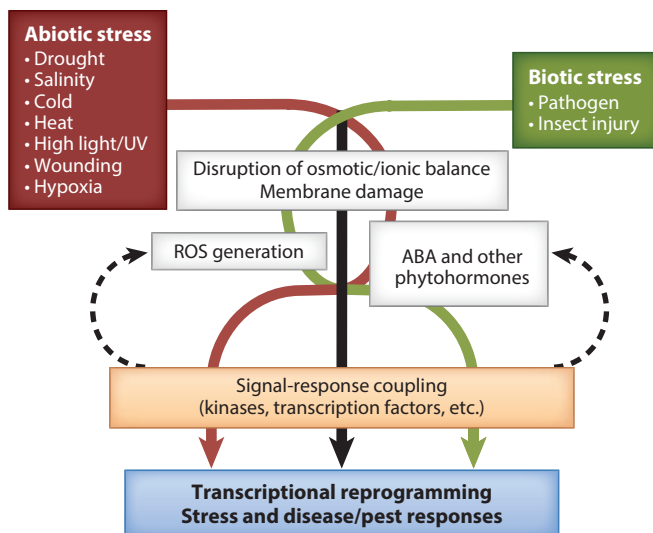 Abiotic stress
• Drought
• Salinity
• Cold
• Heat
• High light/UV
• Wounding
• Hypoxia
Biotic stress
• Pathogen
• Insect injury
Disruption of osmotic/ionic balance
Membrane damage
ROS generation
ABA and other
phytohormones
Signal-response coupling
(kinases, transcription factors, etc.)
Transcriptional reprogramming
Stress and disease/pest responses